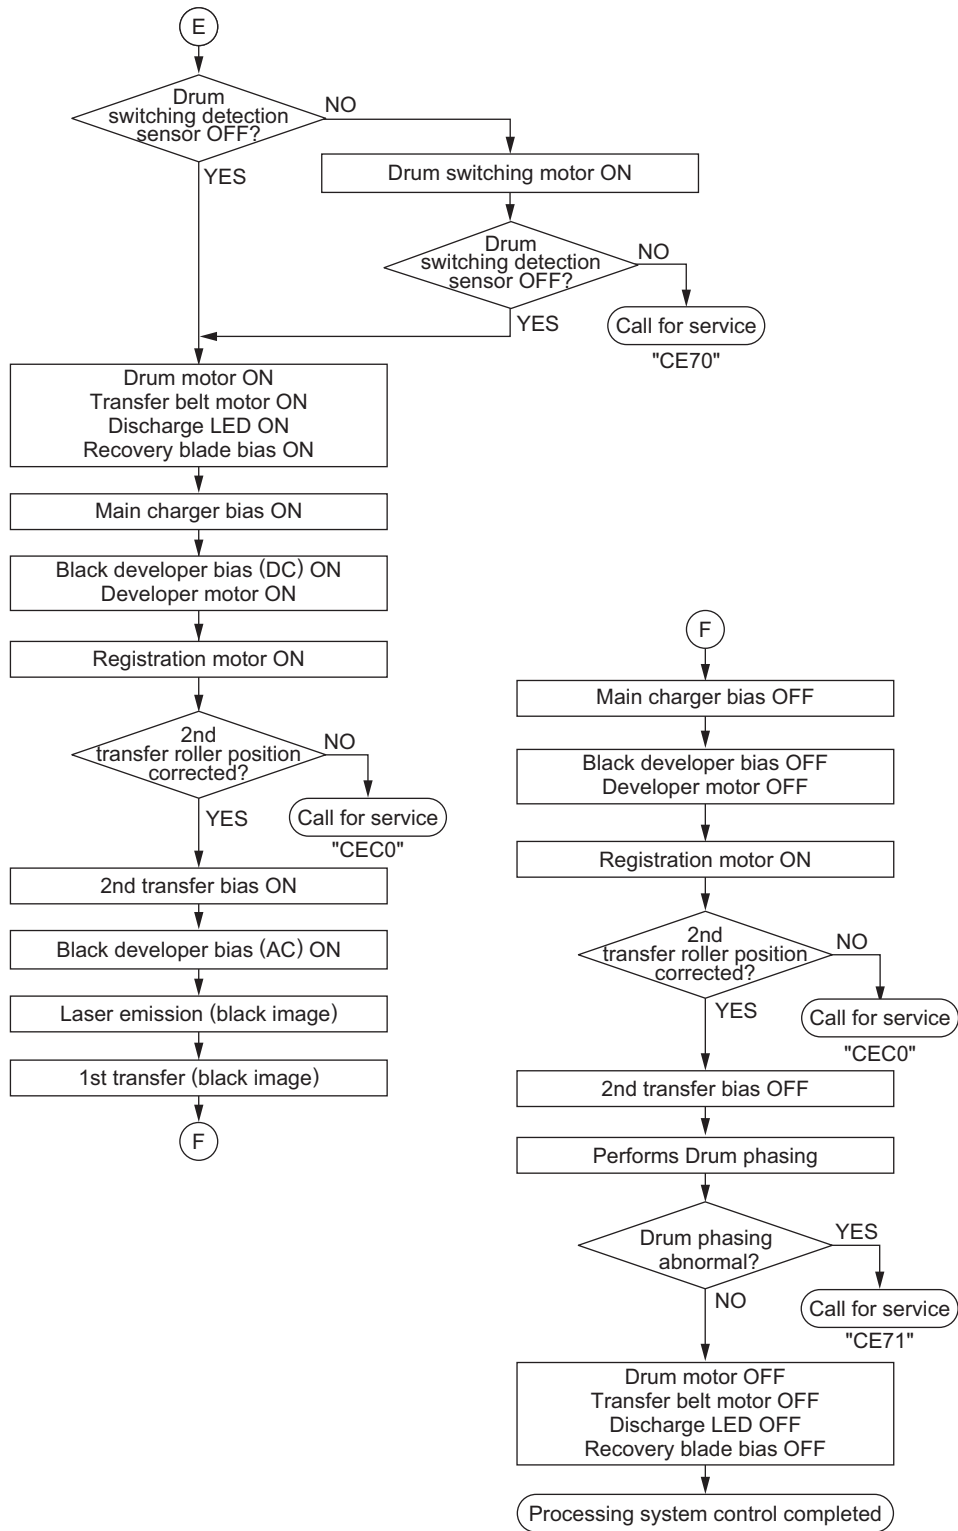 E
Drum
switching detection
sensor OFF?
NO
YES
Drum switching motor ON
Drum
switching detection
sensor OFF?
NO
YES
Call for service
"CE70"
Drum motor ON
Transfer belt motor ON
Discharge LED ON
Recovery blade bias ON
Main charger bias ON
Black developer bias (DC) ON
Developer motor ON
Registration motor ON
2nd
transfer roller position
corrected?
NO
YES
Call for service
"CEC0"
2nd transfer bias ON
Black developer bias (AC) ON
Laser emission (black image)
1st transfer (black image)
F
F
Main charger bias OFF
Black developer bias OFF
Developer motor OFF
Registration motor ON
2nd
transfer roller position
corrected?
NO
YES
Call for service
"CEC0"
2nd transfer bias OFF
Performs Drum phasing
Drum phasing
abnormal?
YES
NO
Call for service
"CE71"
Drum motor OFF
Transfer belt motor OFF
Discharge LED OFF
Recovery blade bias OFF
Processing system control completed